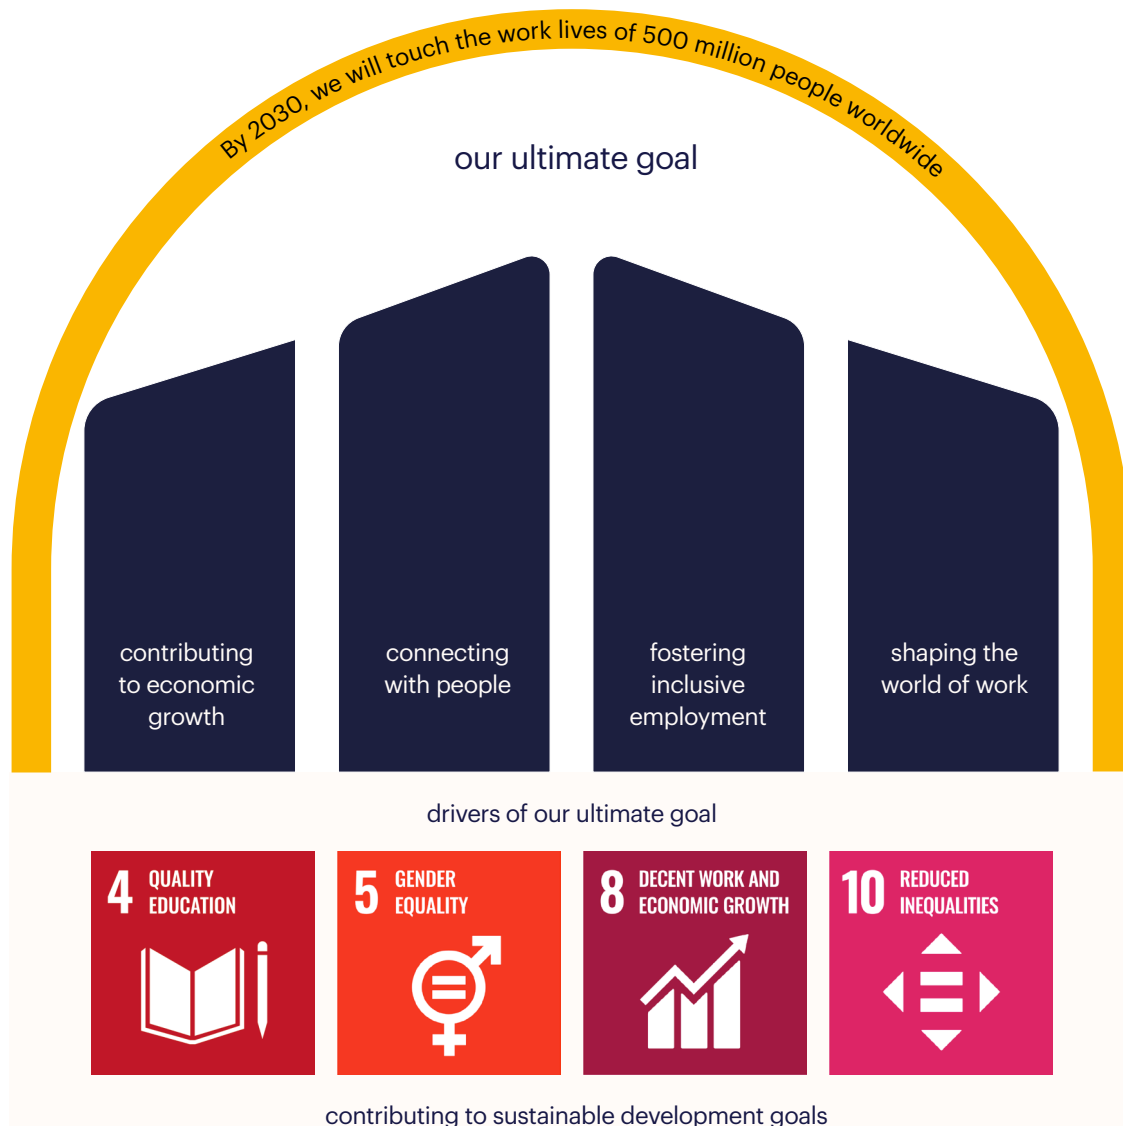 By 2030, we will touch the work lives of 500 million people worldwide
our ultimate goal
contributing
to economic
growth
connecting
with people
fostering
inclusive
employment
shaping the
world of work
drivers of our ultimate goal
4 QUALITY
EDUCATION
5 GENDER
EQUALITY
8 DECENT WORK AND
ECONOMIC GROWTH
10 REDUCED
INEQUALITIES
contributing to sustainable development goals